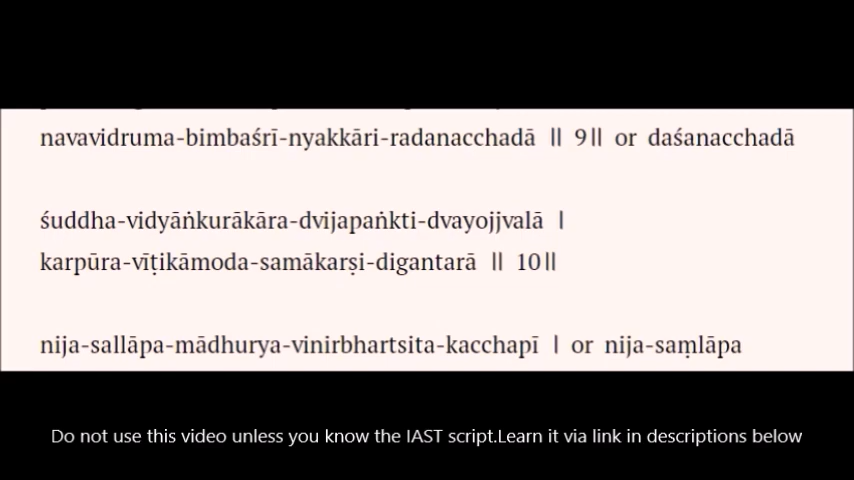 navavidruma-bimbaśrī-nyakkāri-radanacchadā || 9|| or daśanacchadā
śuddha-vidyāṅkurākāra-dvijapaṅkti-dvayojjvalā |
karpūra-vīṭikāmoda-samākarṣi-digantarā || 10||
nija-sallāpa-mādhurya-vinirbhartsita-kacchapī | or nija-saṃlāpa
Do not use this video unless you know the IAST script.Learn it via link in descriptions below